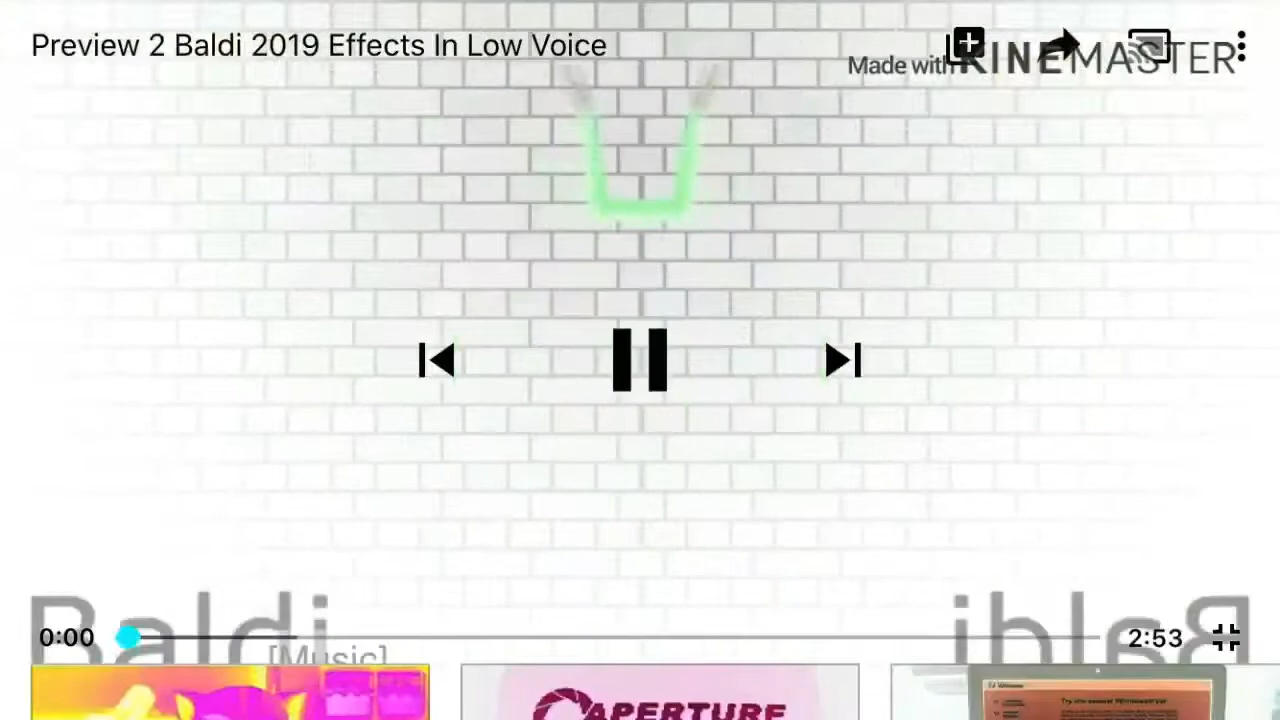 Preview 2 Baldi 2019 Effects In Low Voice
Made with KINEMASTER
Baldi
Baldi
0:00
2:53
[Music]
APERTURE